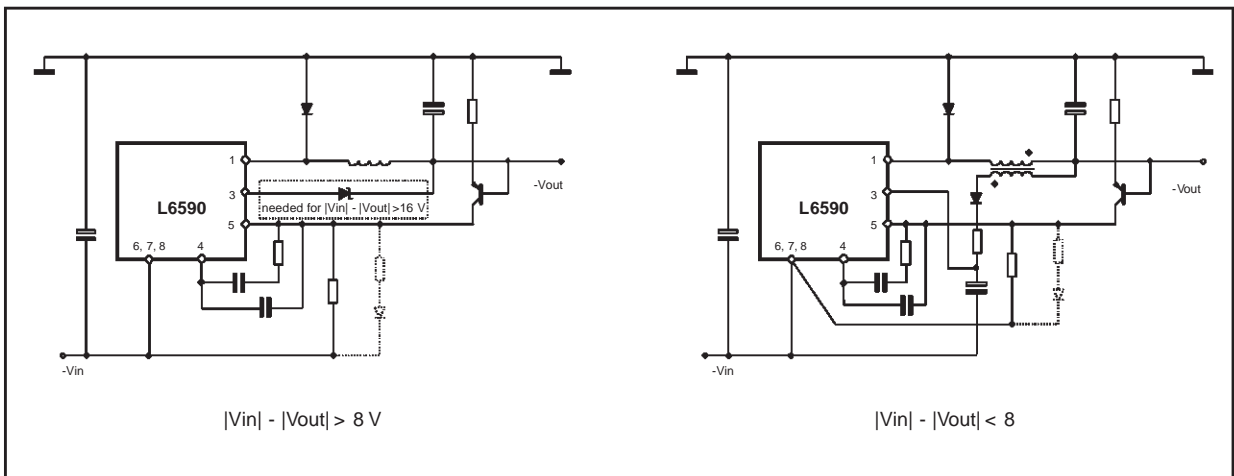 L6590
1
3
5
6, 7, 8
4
needed for |Vin| - |Vout| >16 V
-Vout
-Vin
|Vin| - |Vout| > 8 V
L6590
1
3
5
6, 7, 8
4
-Vout
-Vin
|Vin| - |Vout| < 8